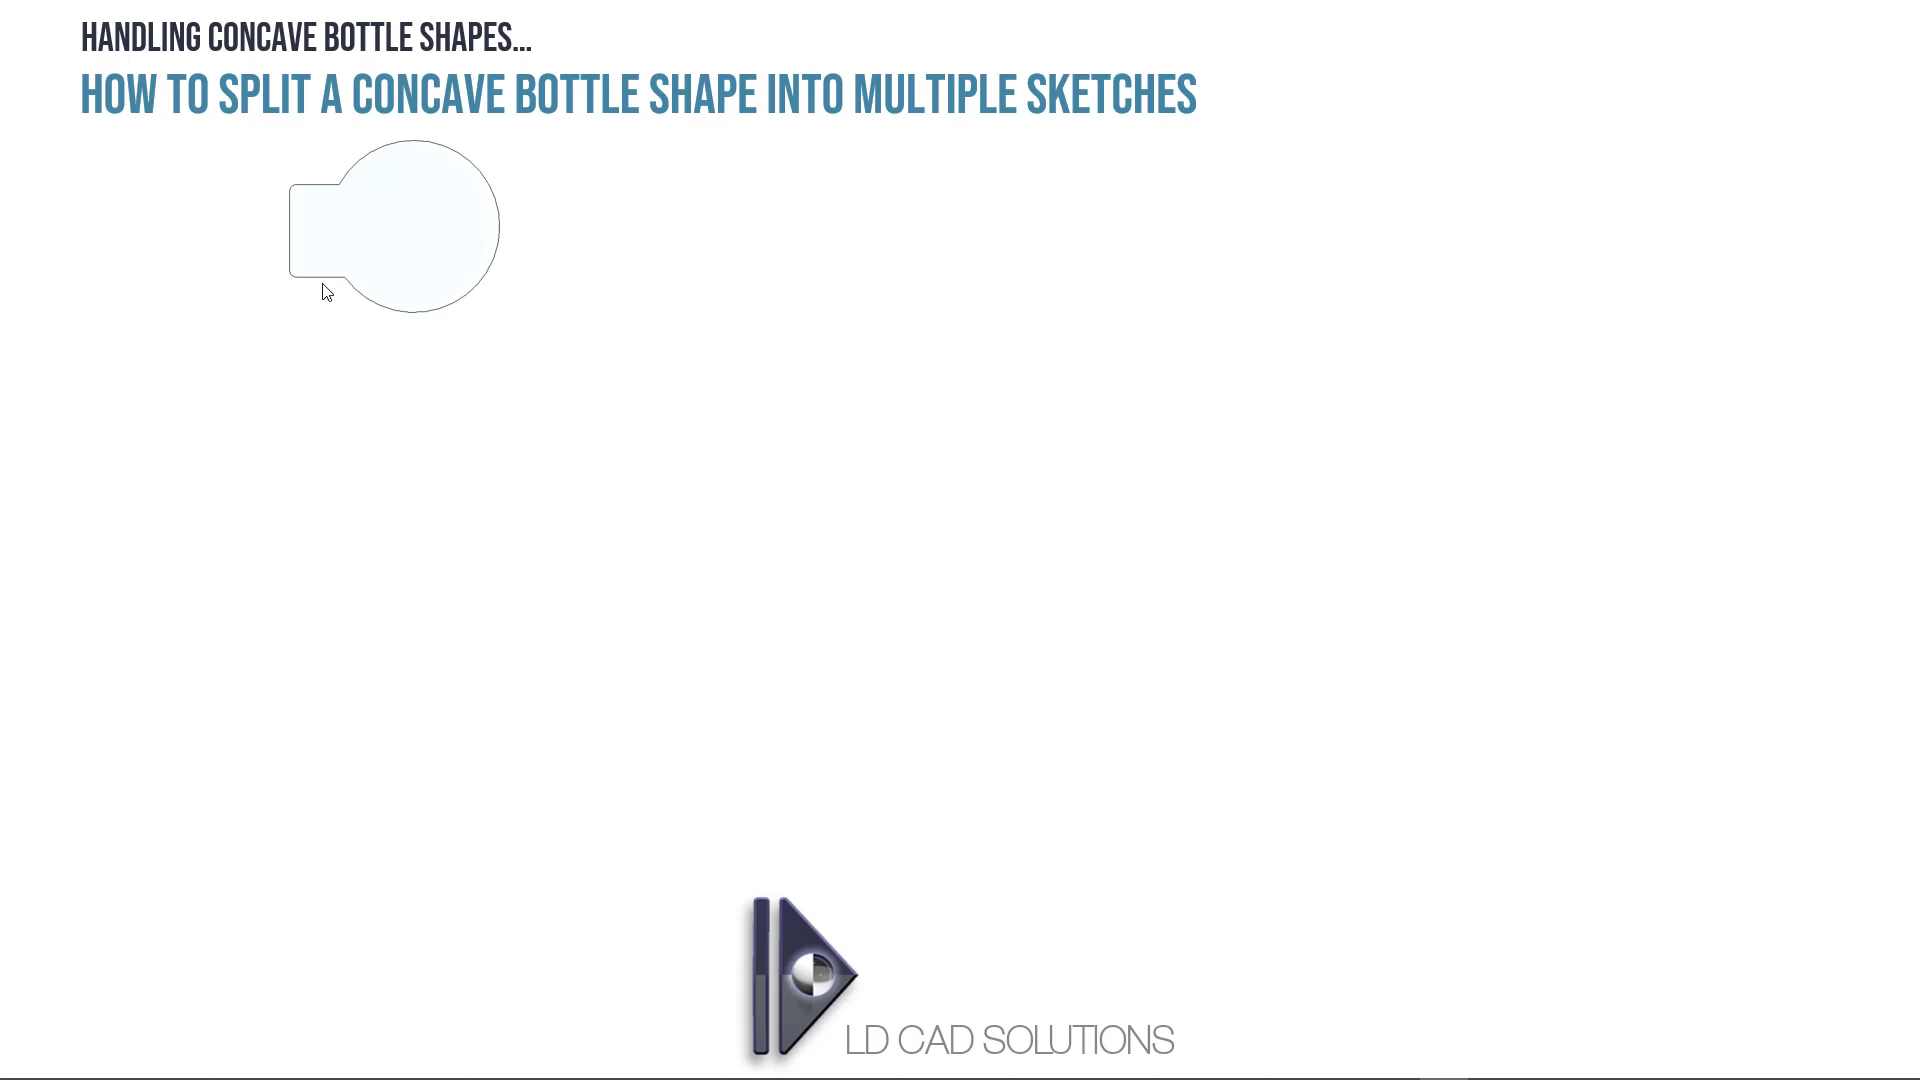 HANDLING CONCAVE BOTTLE SHAPES...
HOW TO SPLIT A CONCAVE BOTTLE SHAPE INTO MULTIPLE SKETCHES
LD CAD SOLUTIONS